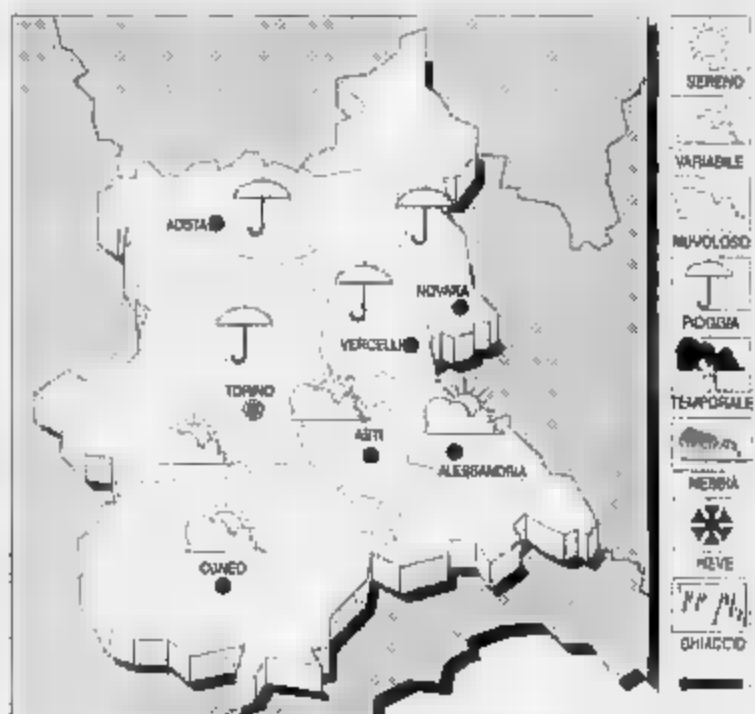 AOSTA
NOVARA
VERCELLI
TORINO
ASTI
ALESSANDRIA
CUNEO
SERENO
VARIABILE
NUVOLOSO
PIOGGIA
TEMPORALE
NEBBIA
NEVE
GHIACCIO